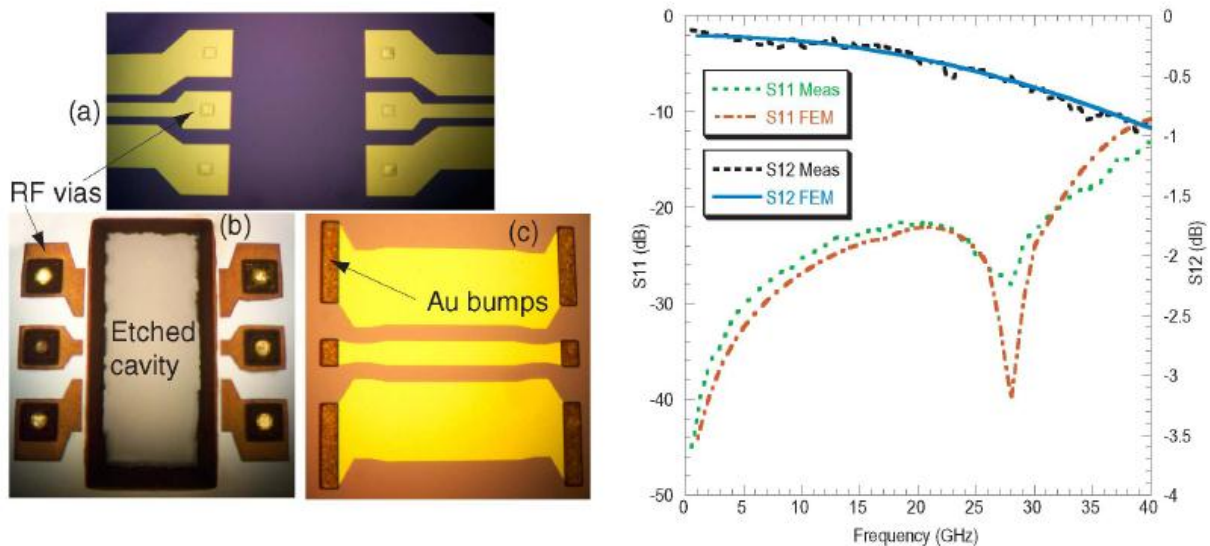 (a)
RF vias
(b)
Etched
cavity
(c)
Au bumps
0
-10
-20
-30
-40
-50
S11 (dB)
S11 Meas
S11 FEM
S12 Meas
S12 FEM
0
-0.5
-1
-1.5
-2
-2.5
-3
-3.5
-4
S12 (dB)
0 5 10 15 20 25 30 35 40
Frequency (GHz)